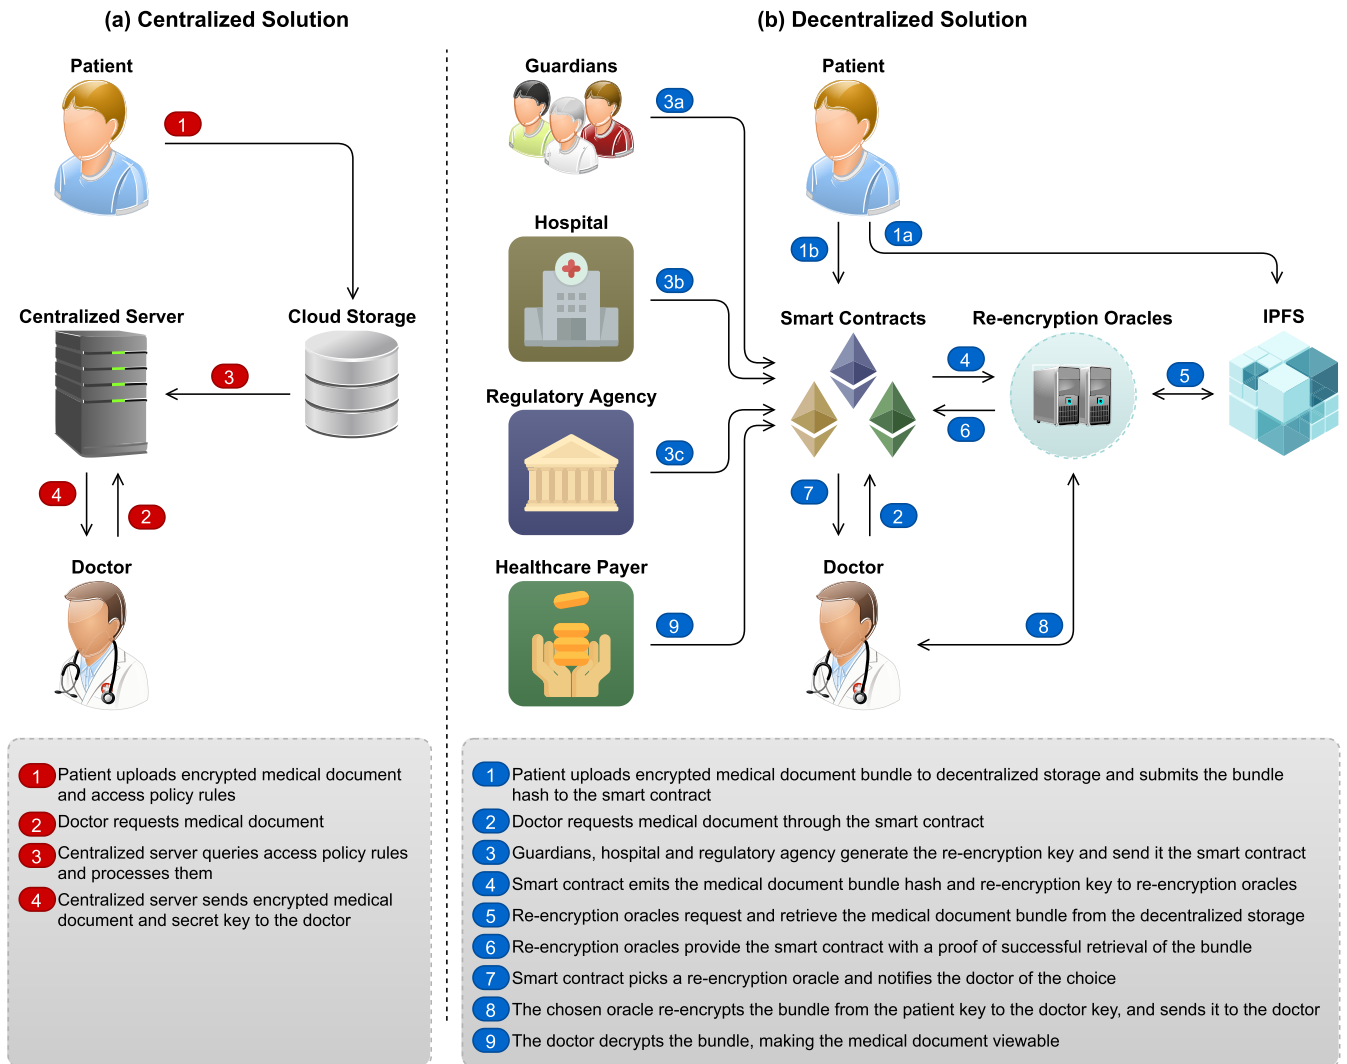 (a) Centralized Solution
Patient
1
Centralized Server
Cloud Storage
3
4
2
Doctor
1 Patient uploads encrypted medical document
and access policy rules
2 Doctor requests medical document
3 Centralized server queries access policy rules
and processes them
4 Centralized server sends encrypted medical
document and secret key to the doctor
(b) Decentralized Solution
Guardians
Patient
3a
1b
1a
Hospital
3b
Smart Contracts
Re-encryption Oracles
IPFS
4
5
6
Regulatory Agency
3c
7
2
Healthcare Payer
Doctor
9
8
1 Patient uploads encrypted medical document bundle to decentralized storage and submits the bundle
hash to the smart contract
2 Doctor requests medical document through the smart contract
3 Guardians, hospital and regulatory agency generate the re-encryption key and send it the smart contract
4 Smart contract emits the medical document bundle hash and re-encryption key to re-encryption oracles
5 Re-encryption oracles request and retrieve the medical document bundle from the decentralized storage
6 Re-encryption oracles provide the smart contract with a proof of successful retrieval of the bundle
7 Smart contract picks a re-encryption oracle and notifies the doctor of the choice
8 The chosen oracle re-encrypts the bundle from the patient key to the doctor key, and sends it to the doctor
9 The doctor decrypts the bundle, making the medical document viewable